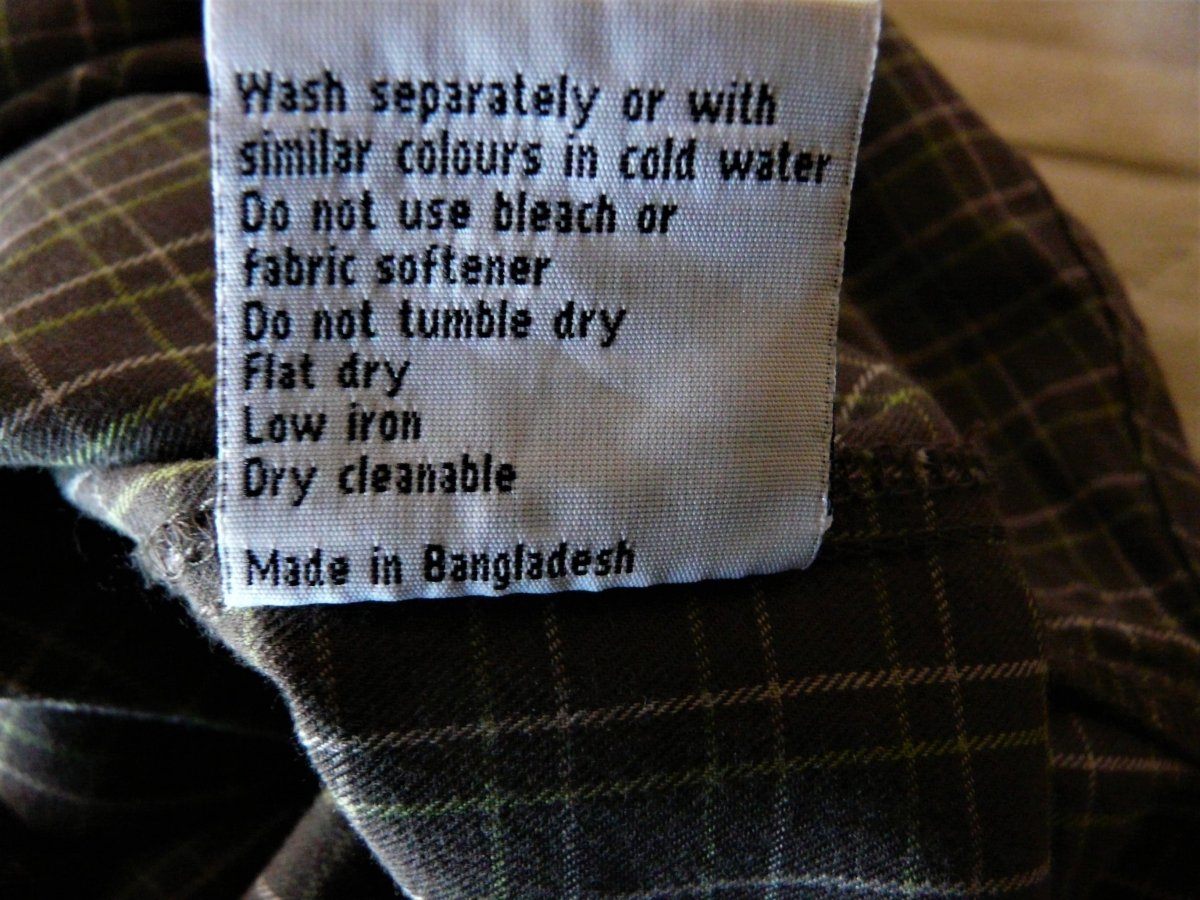 Wash separately or with
similar colours in cold water
Do not use bleach or
fabric softener
Do not tumble dry
Flat dry
Low iron
Dry cleanable
Made in Bangladesh